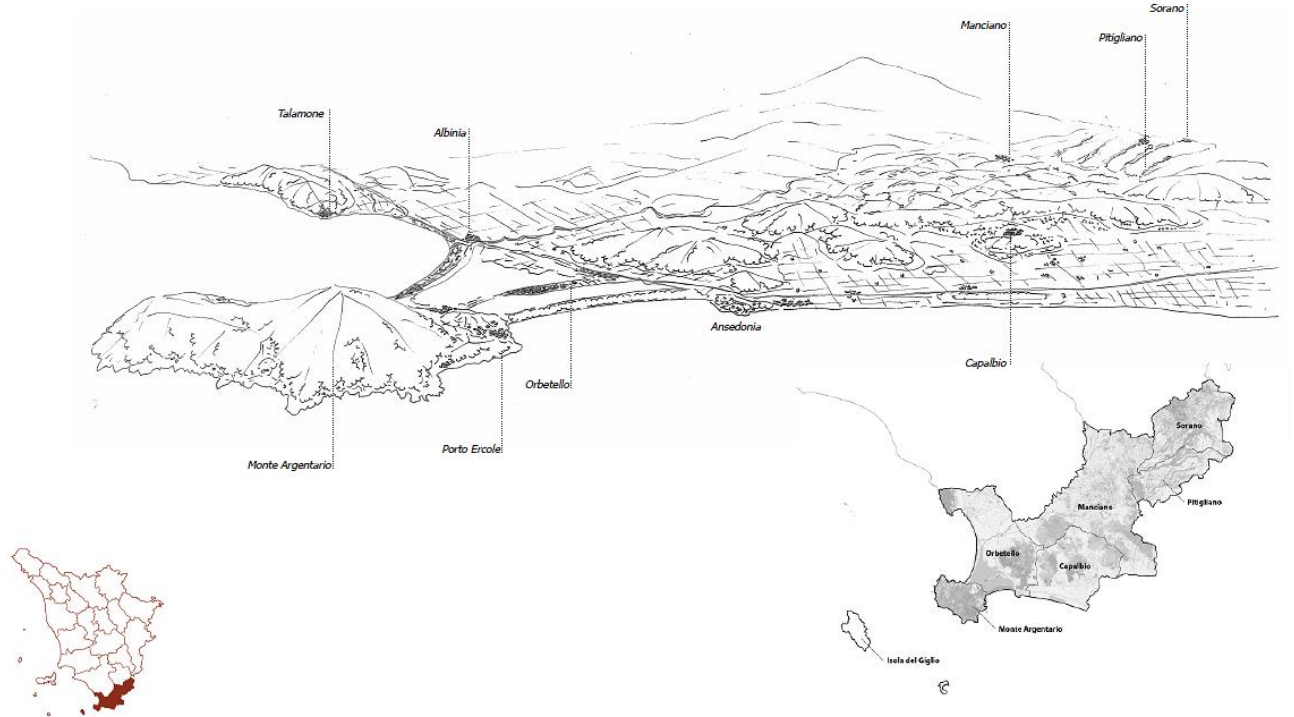 Sorano
Manciano
Pitigliano
Talamone
Albinia
Ansedonia
Capalbio
Orbetello
Porto Ercole
Monte Argentario
Sorano
Pitigliano
Manciano
Orbetello
Capalbio
Monte Argentario
Isola del Giglio